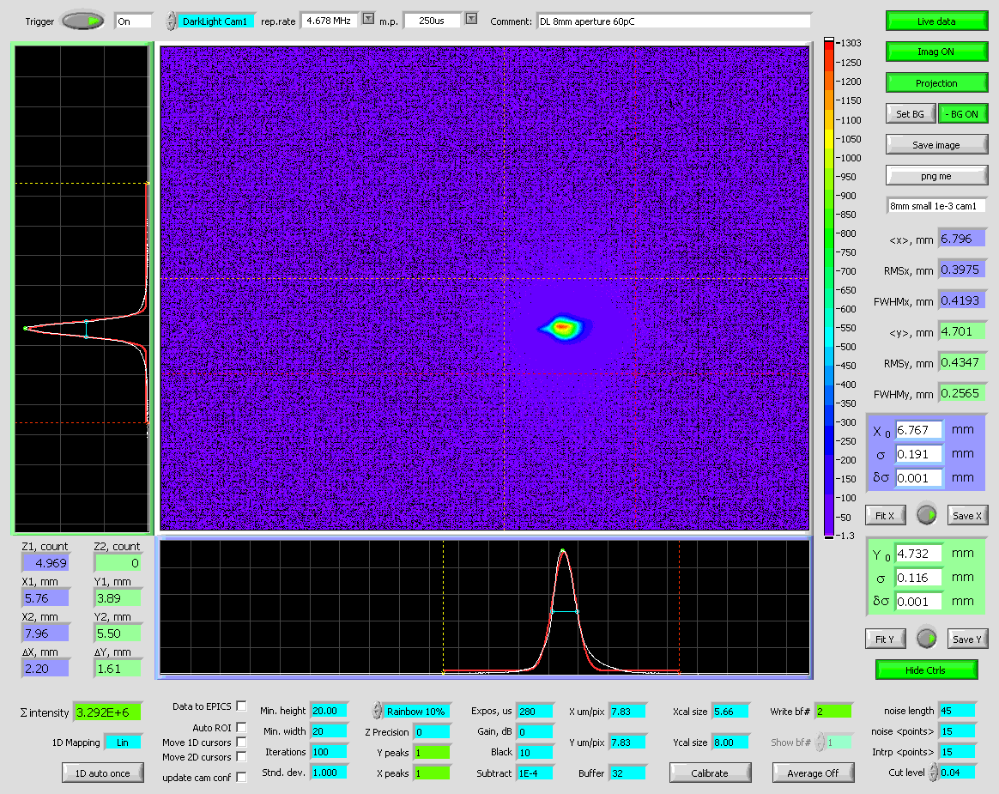 Trigger On DarkLight Cam1 rep.rate 4.678 MHz m.p. 250us Comment: DL 8mm aperture 60pC
Live data
Imag ON
Projection
Set BG - BG ON
Save image
png me
8mm small 1e-3 cam1
<x>, mm 6.796
RMSx, mm 0.3975
FWHMx, mm 0.4193
<y>, mm 4.701
RMSy, mm 0.4347
FWHMy, mm 0.2565
X 0 6.767 mm
σ 0.191 mm
δσ 0.001 mm
Fit X Save X
Y 0 4.732 mm
σ 0.116 mm
δσ 0.001 mm
Fit Y Save Y
Hide Ctrls
-1303
-1250
-1200
-1150
-1100
-1050
-1000
-950
-900
-850
-800
-750
-700
-650
-600
-550
-500
-450
-400
-350
-300
-250
-200
-150
-100
-50
-1.3
Z1, count Z2, count
4.969 0
X1, mm Y1, mm
5.76 3.89
X2, mm Y2, mm
7.96 5.50
ΔX, mm ΔY, mm
2.20 1.61
Σ intensity 3.292E+6
1D Mapping Lin
1D auto once
Data to EPICS
Auto ROI
Move 1D cursors
Move 2D cursors
update cam conf
Min. height 20.00
Min. width 20
Iterations 100
Stnd. dev. 1.000
Rainbow 10%
Z Precision 0
Y peaks 1
X peaks 1
Expos, us 280
Gain, dB 0
Black 10
Subtract 1E-4
X um/pix 7.83
Y um/pix 7.83
Buffer 32
Xcal size 5.66
Ycal size 8.00
Calibrate
Write bf# 2
Show bf# 1
Average Off
noise length 45
noise <points> 15
Intrp <points> 15
Cut level 0.04